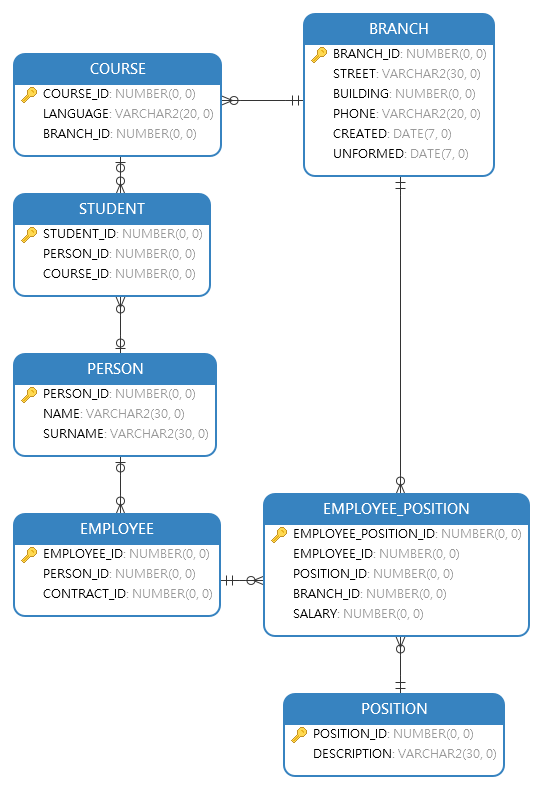 BRANCH
BRANCH_ID: NUMBER(0, 0)
STREET: VARCHAR2(30, 0)
BUILDING: NUMBER(0, 0)
PHONE: VARCHAR2(20, 0)
CREATED: DATE(7, 0)
UNFORMED: DATE(7, 0)
COURSE
COURSE_ID: NUMBER(0, 0)
LANGUAGE: VARCHAR2(20, 0)
BRANCH_ID: NUMBER(0, 0)
STUDENT
STUDENT_ID: NUMBER(0, 0)
PERSON_ID: NUMBER(0, 0)
COURSE_ID: NUMBER(0, 0)
PERSON
PERSON_ID: NUMBER(0, 0)
NAME: VARCHAR2(30, 0)
SURNAME: VARCHAR2(30, 0)
EMPLOYEE
EMPLOYEE_ID: NUMBER(0, 0)
PERSON_ID: NUMBER(0, 0)
CONTRACT_ID: NUMBER(0, 0)
EMPLOYEE_POSITION
EMPLOYEE_POSITION_ID: NUMBER(0, 0)
EMPLOYEE_ID: NUMBER(0, 0)
POSITION_ID: NUMBER(0, 0)
BRANCH_ID: NUMBER(0, 0)
SALARY: NUMBER(0, 0)
POSITION
POSITION_ID: NUMBER(0, 0)
DESCRIPTION: VARCHAR2(30, 0)